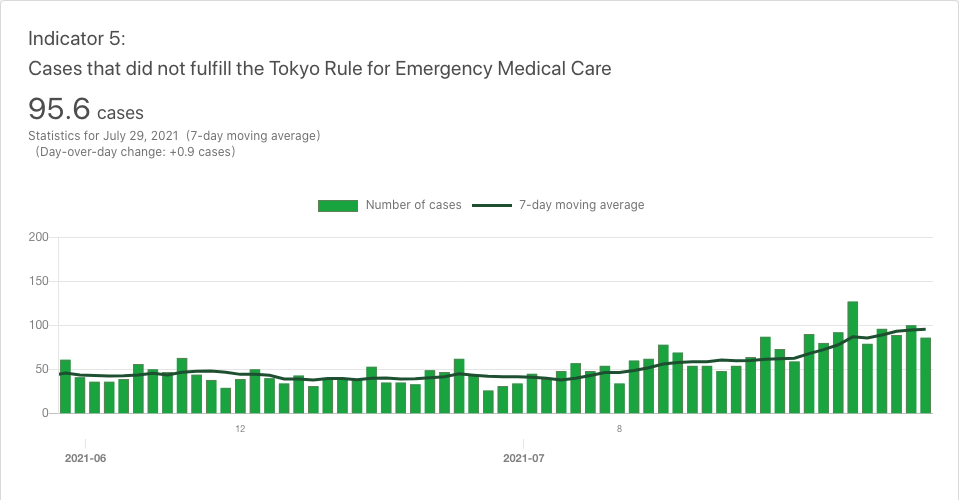 Indicator 5:
Cases that did not fulfill the Tokyo Rule for Emergency Medical Care
95.6 cases
Statistics for July 29, 2021 (7-day moving average)
(Day-over-day change: +0.9 cases)
Number of cases 7-day moving average
200
150
100
50
0
12 8
2021-06 2021-07